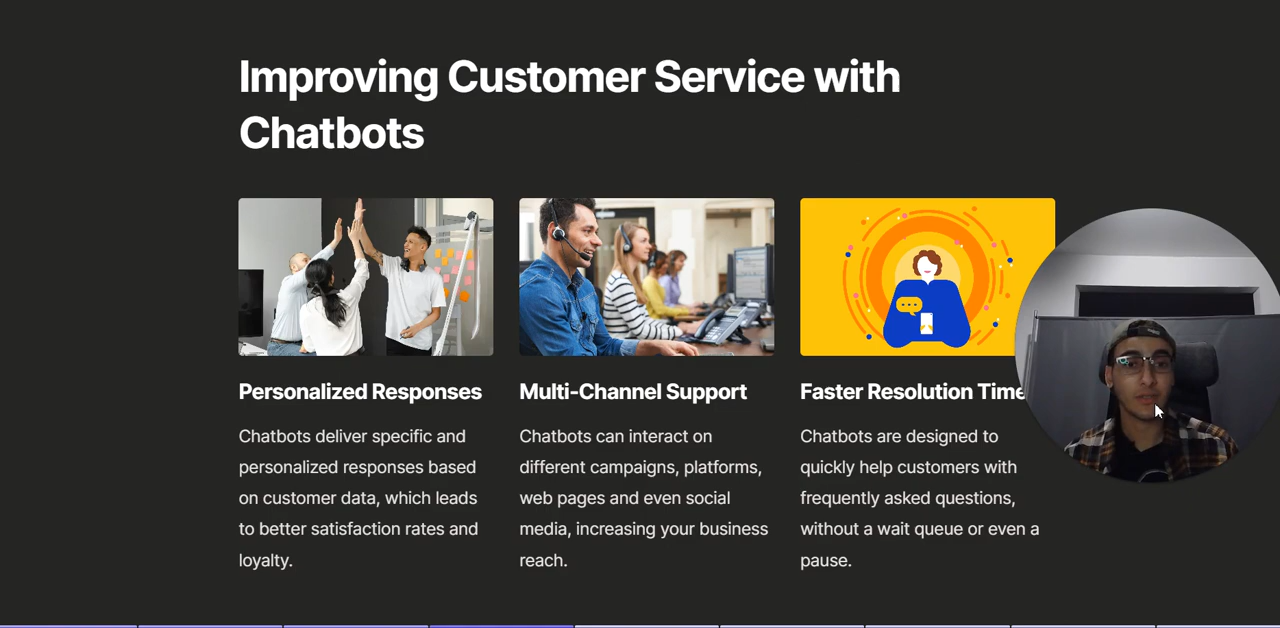 Improving Customer Service with
Chatbots
Personalized Responses
Chatbots deliver specific and
personalized responses based
on customer data, which leads
to better satisfaction rates and
loyalty.
Multi-Channel Support
Chatbots can interact on
different campaigns, platforms,
web pages and even social
media, increasing your business
reach.
Faster Resolution Time
Chatbots are designed to
quickly help customers with
frequently asked questions,
without a wait queue or even a
pause.